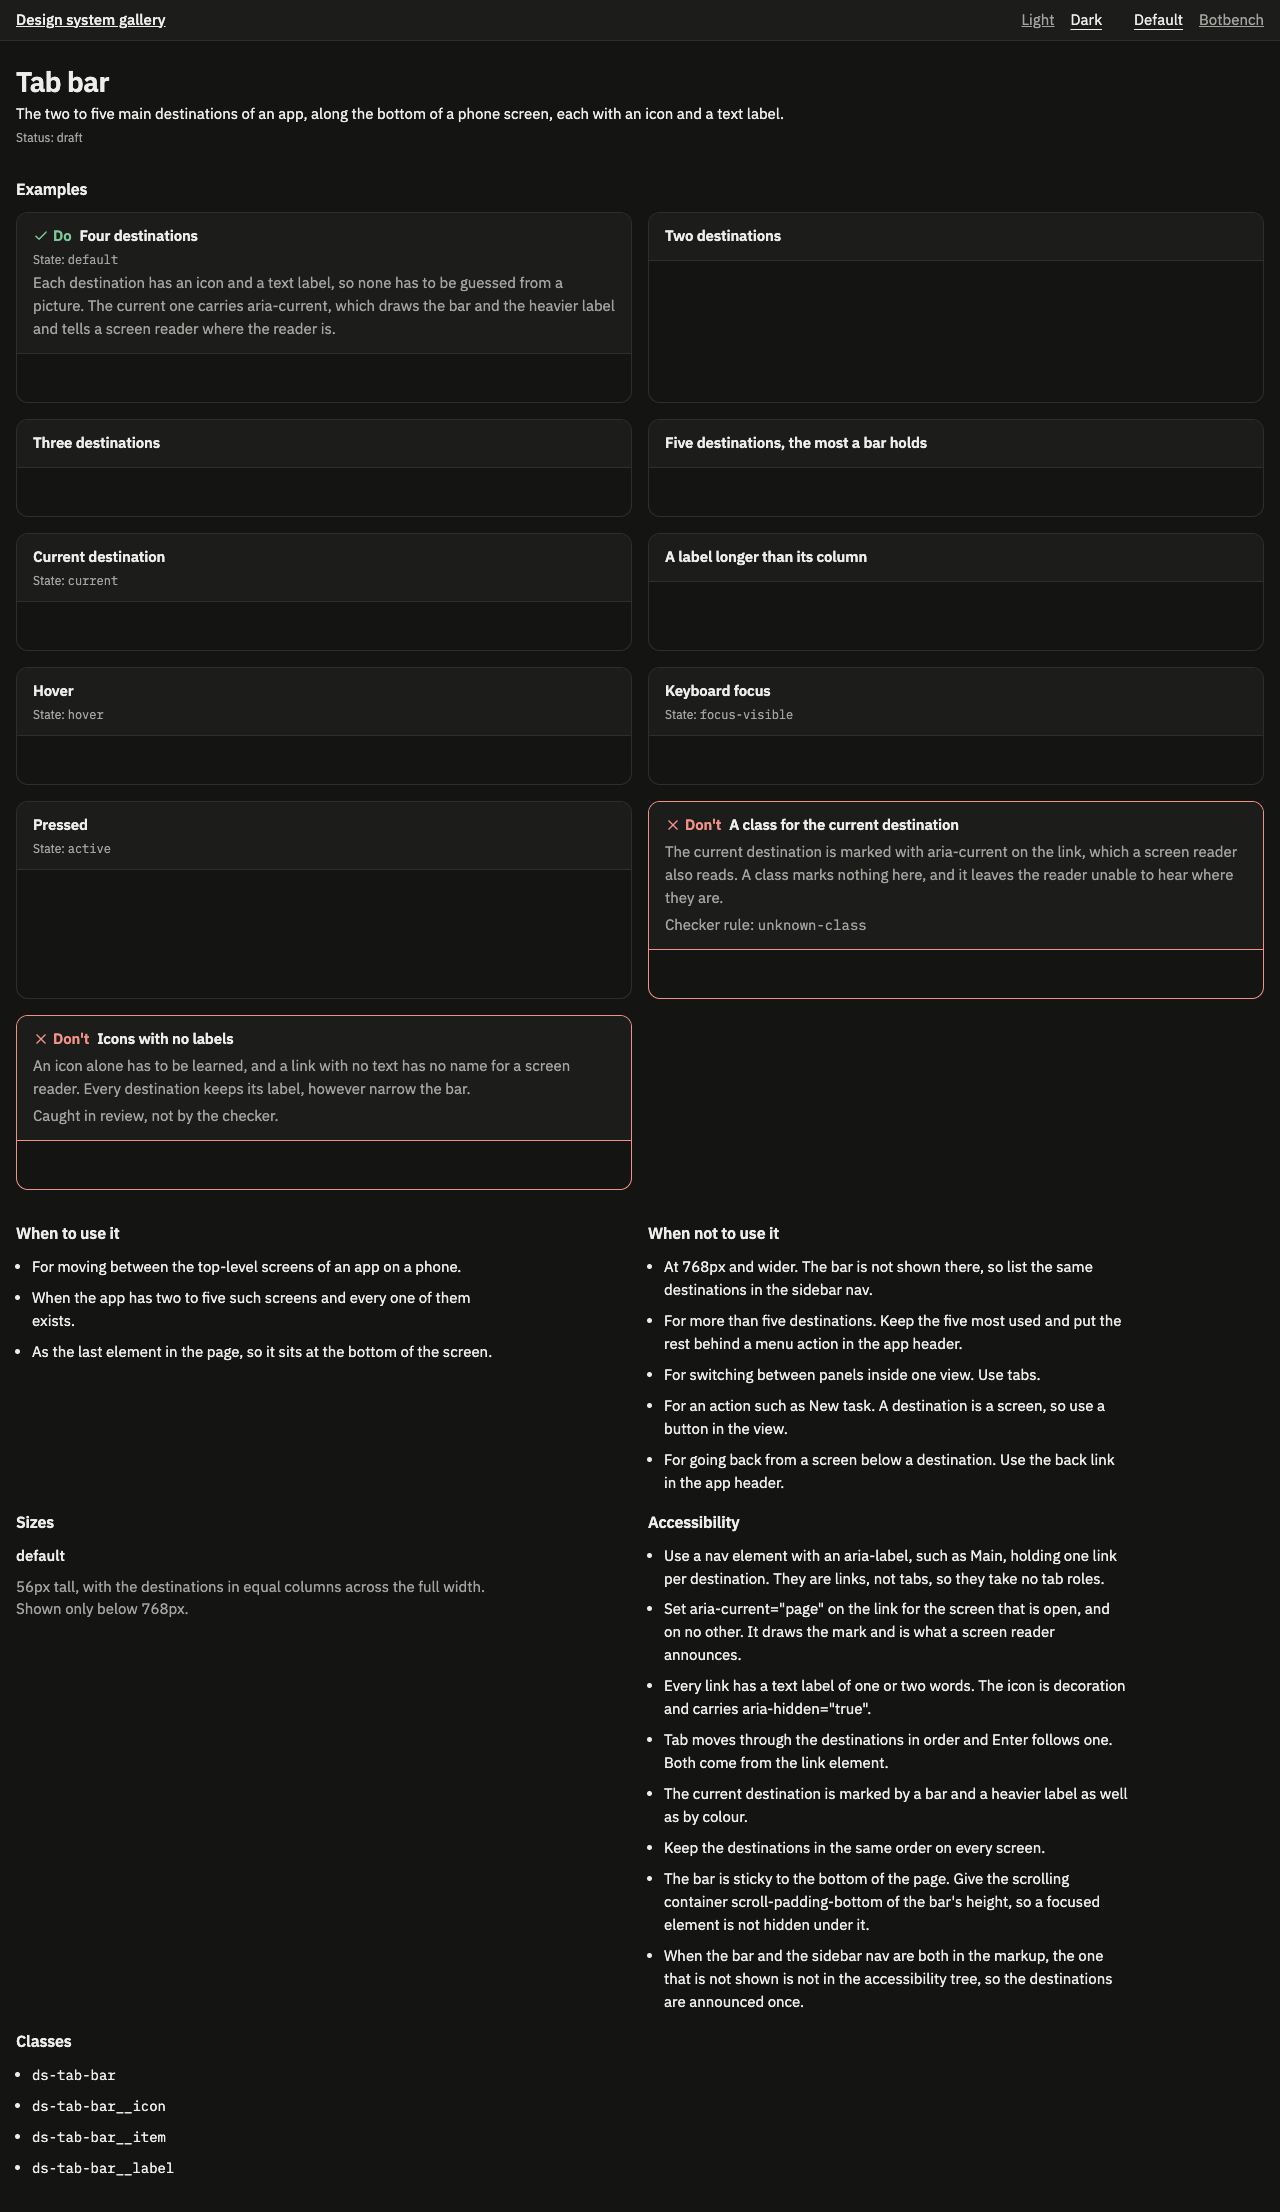 Design system gallery
Light Dark Default Botbench
Tab bar
The two to five main destinations of an app, along the bottom of a phone screen, each with an icon and a text label.
Status: draft
Examples
Do Four destinations
State: default
Each destination has an icon and a text label, so none has to be guessed from a
picture. The current one carries aria-current, which draws the bar and the heavier label
and tells a screen reader where the reader is.
Two destinations
Three destinations
Five destinations, the most a bar holds
Current destination
State: current
A label longer than its column
Hover
State: hover
Keyboard focus
State: focus-visible
Pressed
State: active
Don't A class for the current destination
The current destination is marked with aria-current on the link, which a screen reader
also reads. A class marks nothing here, and it leaves the reader unable to hear where
they are.
Checker rule: unknown-class
Don't Icons with no labels
An icon alone has to be learned, and a link with no text has no name for a screen
reader. Every destination keeps its label, however narrow the bar.
Caught in review, not by the checker.
When to use it
For moving between the top-level screens of an app on a phone.
When the app has two to five such screens and every one of them
exists.
As the last element in the page, so it sits at the bottom of the screen.
When not to use it
At 768px and wider. The bar is not shown there, so list the same
destinations in the sidebar nav.
For more than five destinations. Keep the five most used and put the
rest behind a menu action in the app header.
For switching between panels inside one view. Use tabs.
For an action such as New task. A destination is a screen, so use a
button in the view.
For going back from a screen below a destination. Use the back link
in the app header.
Sizes
default
56px tall, with the destinations in equal columns across the full width.
Shown only below 768px.
Accessibility
Use a nav element with an aria-label, such as Main, holding one link
per destination. They are links, not tabs, so they take no tab roles.
Set aria-current="page" on the link for the screen that is open, and
on no other. It draws the mark and is what a screen reader
announces.
Every link has a text label of one or two words. The icon is decoration
and carries aria-hidden="true".
Tab moves through the destinations in order and Enter follows one.
Both come from the link element.
The current destination is marked by a bar and a heavier label as well
as by colour.
Keep the destinations in the same order on every screen.
The bar is sticky to the bottom of the page. Give the scrolling
container scroll-padding-bottom of the bar's height, so a focused
element is not hidden under it.
When the bar and the sidebar nav are both in the markup, the one
that is not shown is not in the accessibility tree, so the destinations
are announced once.
Classes
ds-tab-bar
ds-tab-bar__icon
ds-tab-bar__item
ds-tab-bar__label